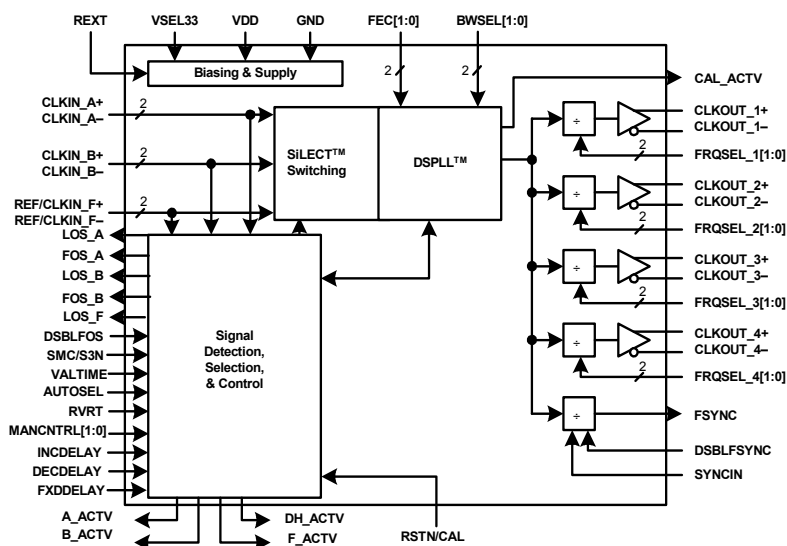 REXT
VSEL33
VDD
GND
FEC[1:0]
BWSEL[1:0]
Biasing & Supply
2
2
CAL_ACTV
CLKIN_A+
CLKIN_A–
2
CLKIN_B+
CLKIN_B–
2
REF/CLKIN_F+
REF/CLKIN_F–
2
SiLECT™
Switching
DSPLL™
÷
CLKOUT_1+
CLKOUT_1–
2
FRQSEL_1[1:0]
÷
CLKOUT_2+
CLKOUT_2–
2
FRQSEL_2[1:0]
÷
CLKOUT_3+
CLKOUT_3–
2
FRQSEL_3[1:0]
÷
CLKOUT_4+
CLKOUT_4–
2
FRQSEL_4[1:0]
÷
FSYNC
DSBLFSYNC
SYNCIN
LOS_A
FOS_A
LOS_B
FOS_B
LOS_F
DSBLFOS
SMC/S3N
VALTIME
AUTOSEL
RVRT
MANCNTRL[1:0]
INCDELAY
DECDELAY
FXDDELAY
Signal
Detection,
Selection,
& Control
A_ACTV
B_ACTV
DH_ACTV
F_ACTV
RSTN/CAL